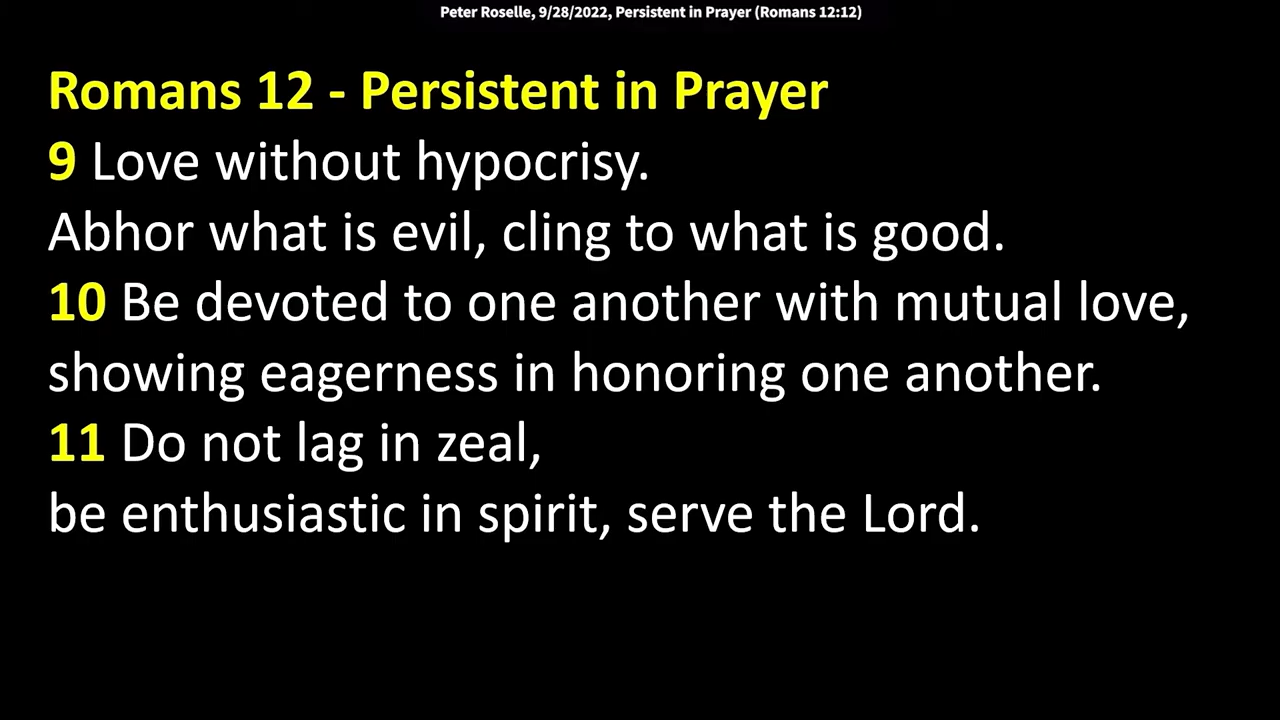 Peter Roselle, 9/28/2022, Persistent in Prayer (Romans 12:12)
Romans 12 - Persistent in Prayer
9 Love without hypocrisy.
Abhor what is evil, cling to what is good.
10 Be devoted to one another with mutual love,
showing eagerness in honoring one another.
11 Do not lag in zeal,
be enthusiastic in spirit, serve the Lord.